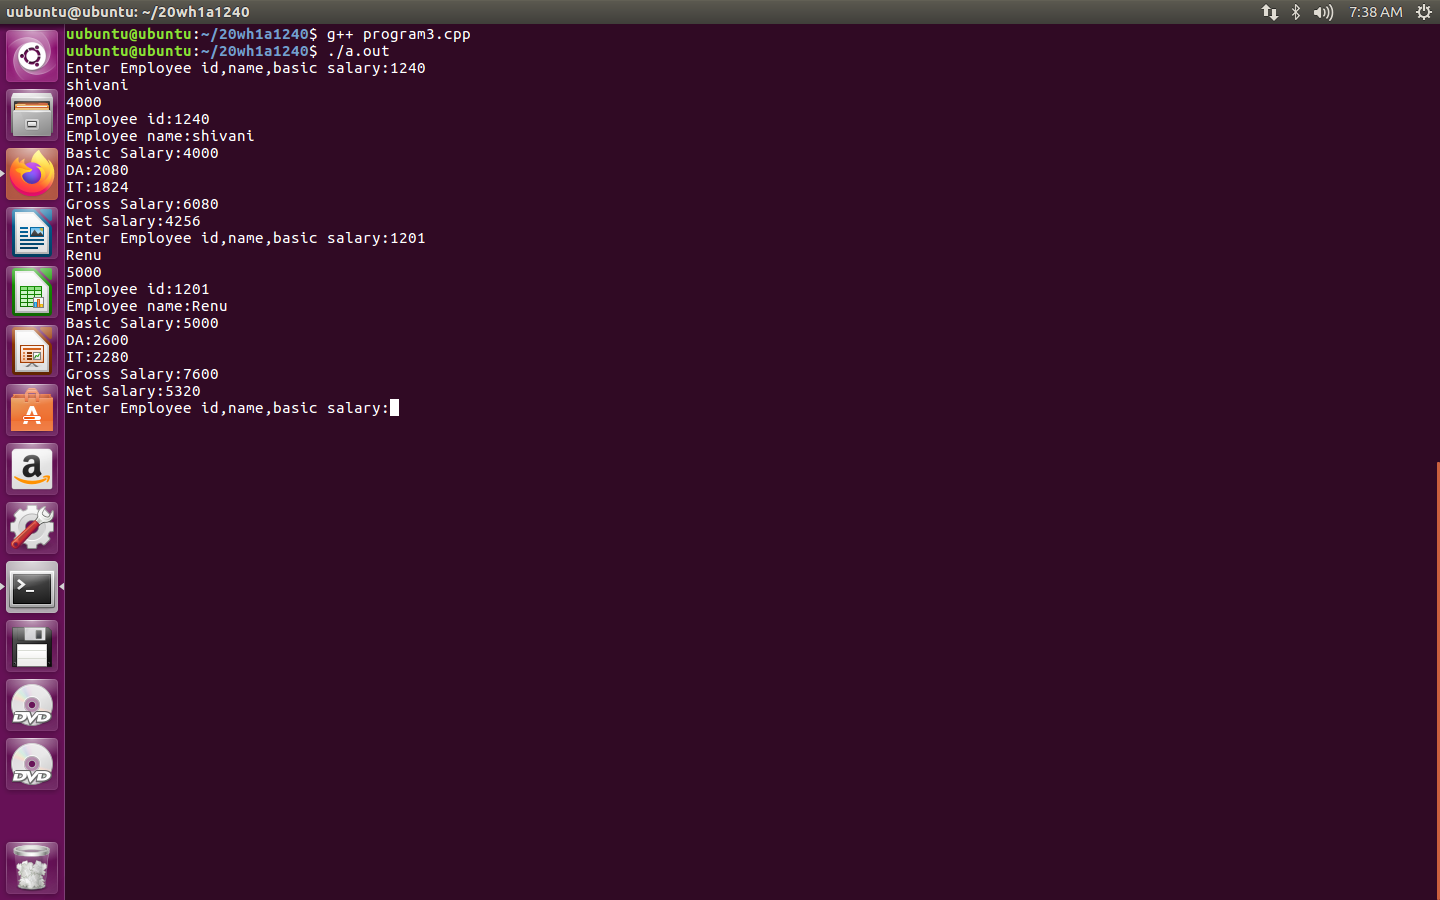 uubuntu@ubuntu: ~/20wh1a1240
7:38 AM
uubuntu@ubuntu:~/20wh1a1240$ g++ program3.cpp
uubuntu@ubuntu:~/20wh1a1240$ ./a.out
Enter Employee id,name,basic salary:1240
shivani
4000
Employee id:1240
Employee name:shivani
Basic Salary:4000
DA:2080
IT:1824
Gross Salary:6080
Net Salary:4256
Enter Employee id,name,basic salary:1201
Renu
5000
Employee id:1201
Employee name:Renu
Basic Salary:5000
DA:2600
IT:2280
Gross Salary:7600
Net Salary:5320
Enter Employee id,name,basic salary:
DVD
DVD